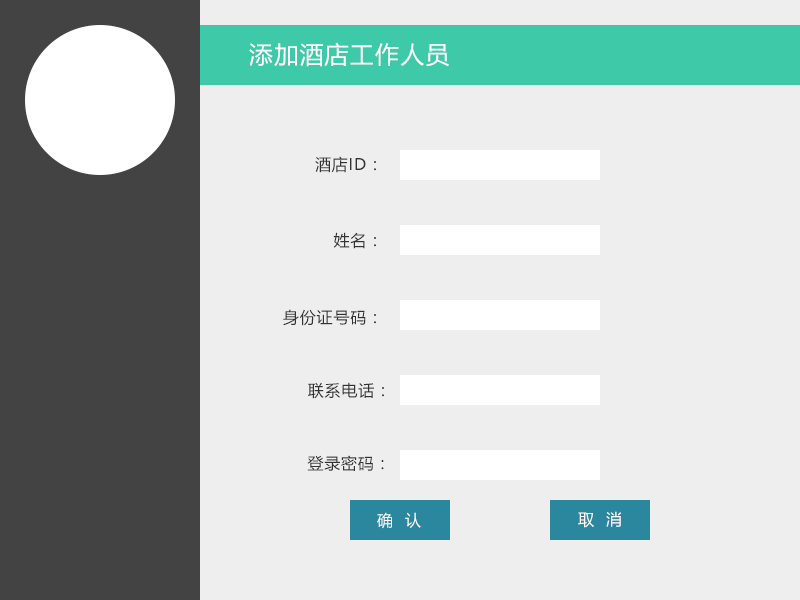 添加酒店工作人员
酒店ID：
姓名：
身份证号码：
联系电话：
登录密码：
确 认
取 消